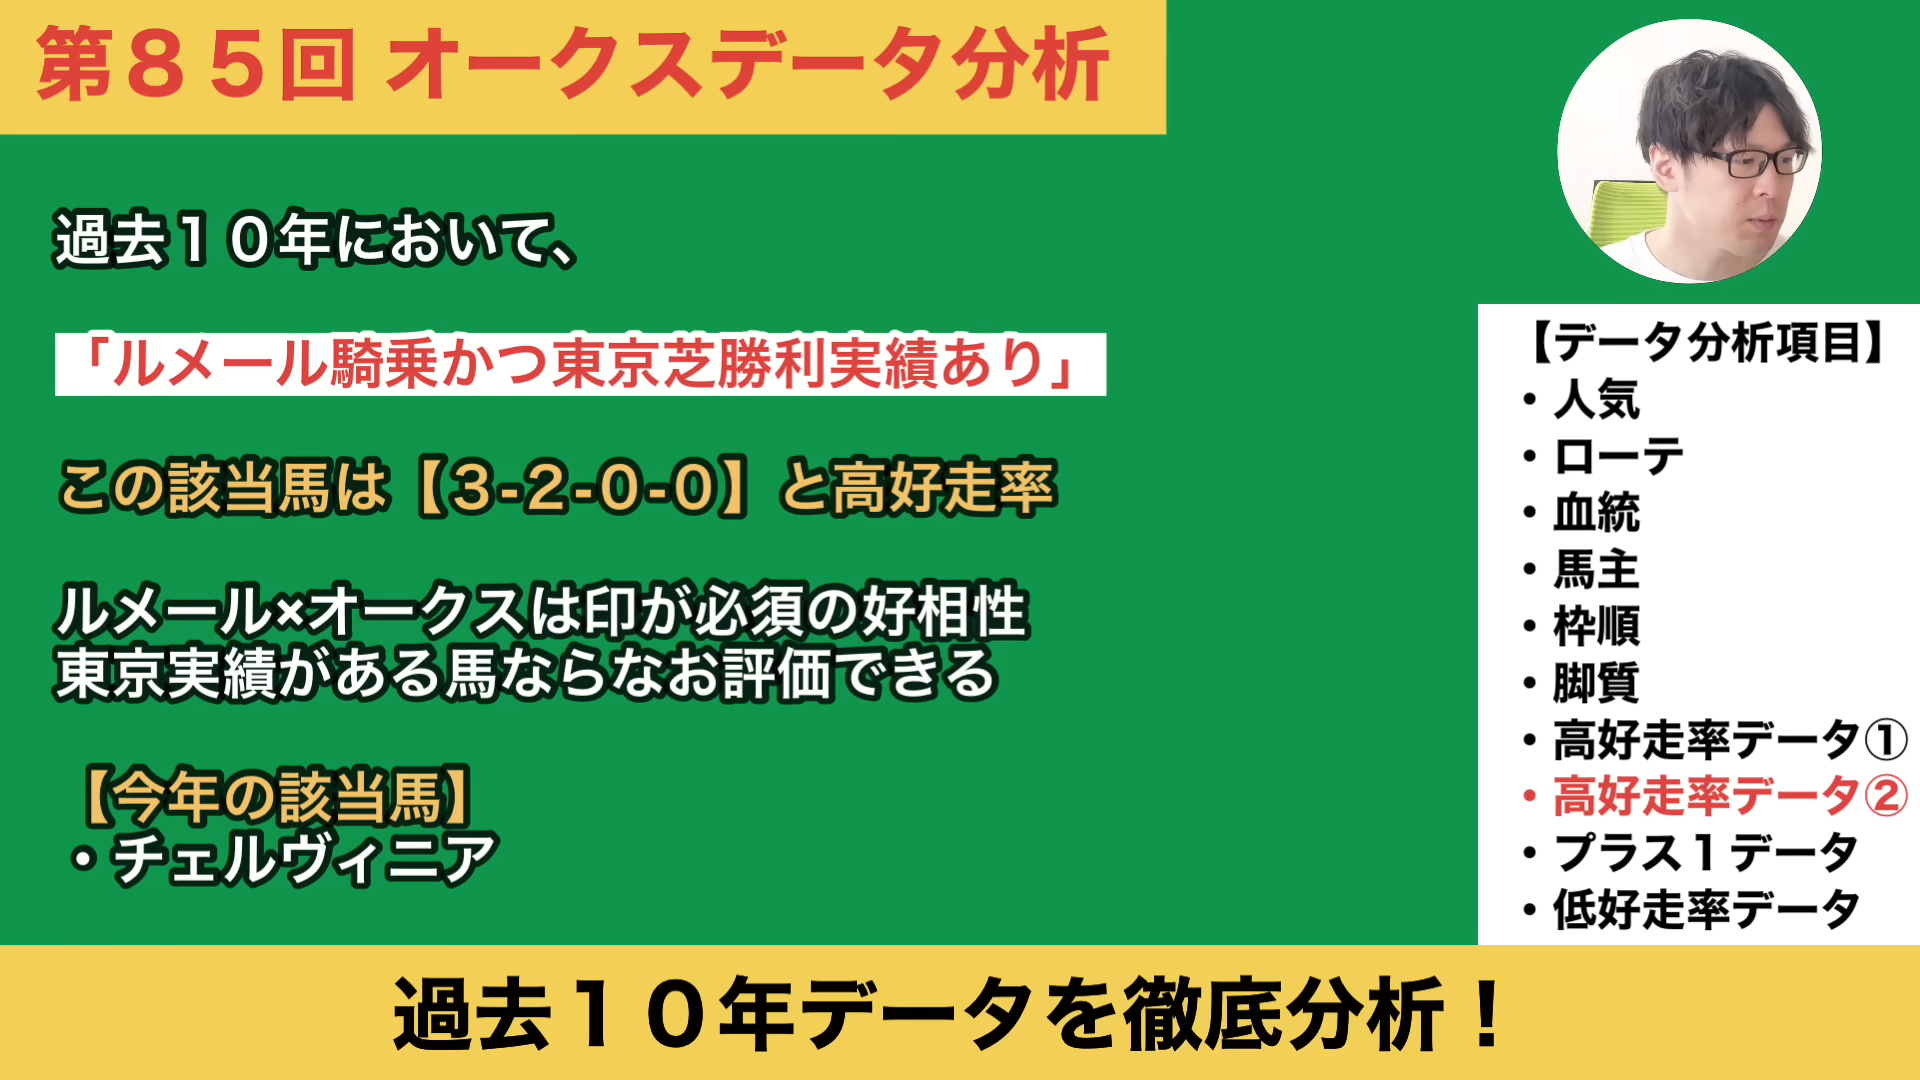 第８５回 オークスデータ分析
過去１０年において、
「ルメール騎乗かつ東京芝勝利実績あり」
この該当馬は【３-２-０-０】と高好走率
ルメール×オークスは印が必須の好相性
東京実績がある馬ならなお評価できる
【今年の該当馬】
・チェルヴィニア
【データ分析項目】
・人気
・ローテ
・血統
・馬主
・枠順
・脚質
・高好走率データ①
・高好走率データ②
・プラス１データ
・低好走率データ
過去１０年データを徹底分析！